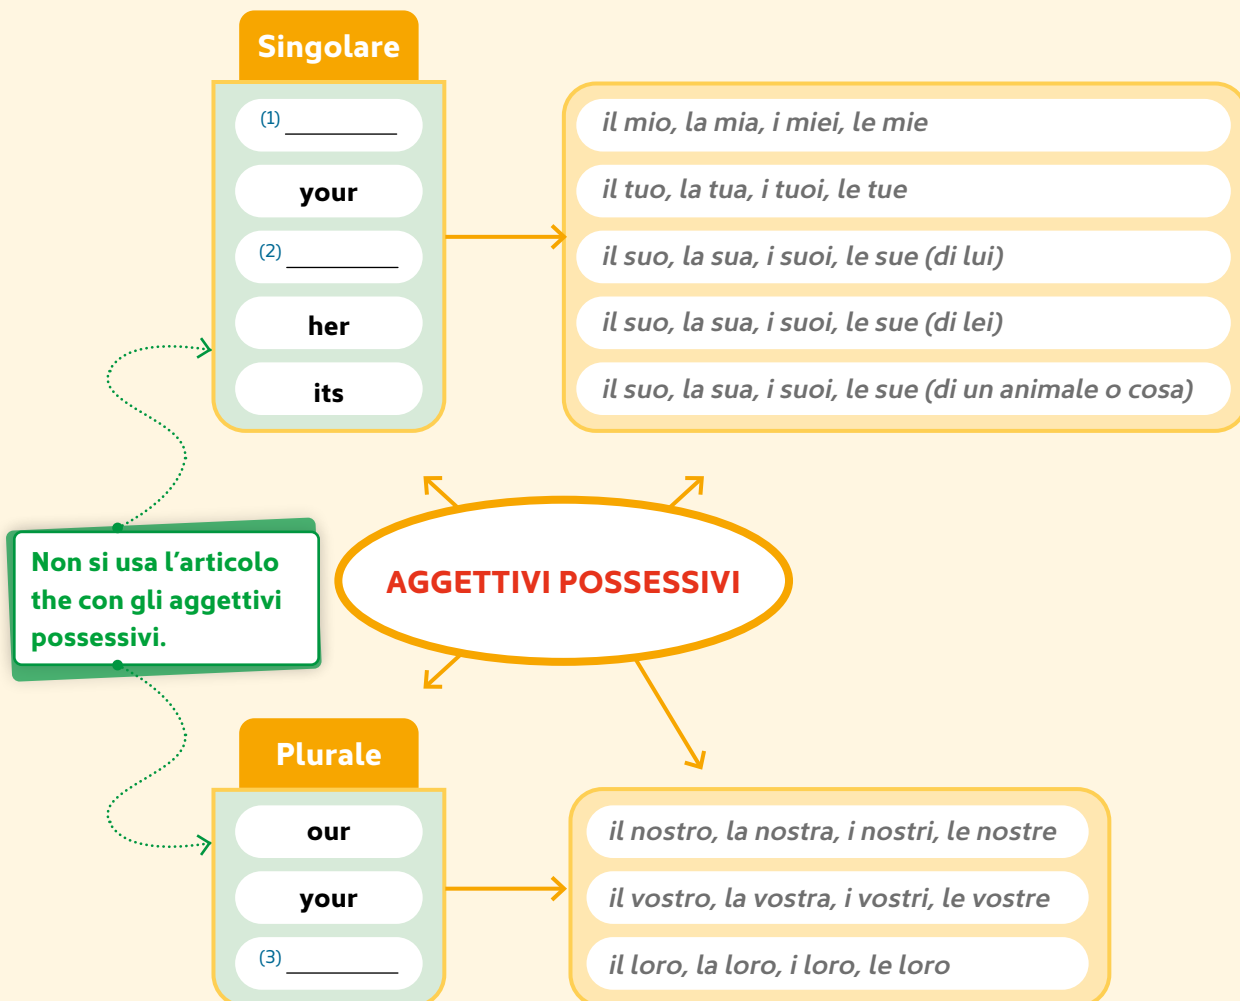 Singolare
(1) __________
il mio, la mia, i miei, le mie
your
il tuo, la tua, i tuoi, le tue
(2) __________
il suo, la sua, i suoi, le sue (di lui)
her
il suo, la sua, i suoi, le sue (di lei)
its
il suo, la sua, i suoi, le sue (di un animale o cosa)
Non si usa l’articolo
the con gli aggettivi
possessivi.
AGGETTIVI POSSESSIVI
Plurale
our
il nostro, la nostra, i nostri, le nostre
your
il vostro, la vostra, i vostri, le vostre
(3) __________
il loro, la loro, i loro, le loro